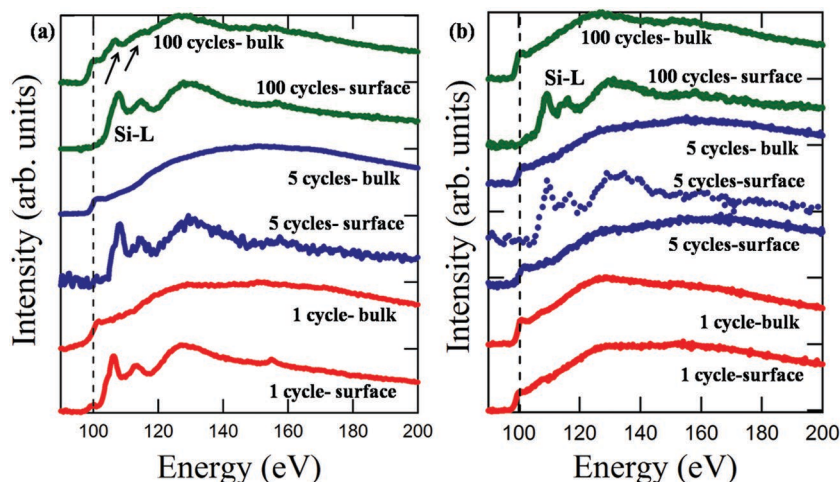 (a)
100 cycles- bulk
100 cycles- surface
Si-L
5 cycles- bulk
5 cycles- surface
1 cycle- bulk
1 cycle- surface
Intensity (arb. units)
100 120 140 160 180 200
Energy (eV)
(b)
100 cycles- bulk
Si-L
100 cycles- surface
5 cycles- bulk
5 cycles-surface
5 cycles-surface
1 cycle-bulk
1 cycle-surface
Intensity (arb. units)
100 120 140 160 180 200
Energy (eV)